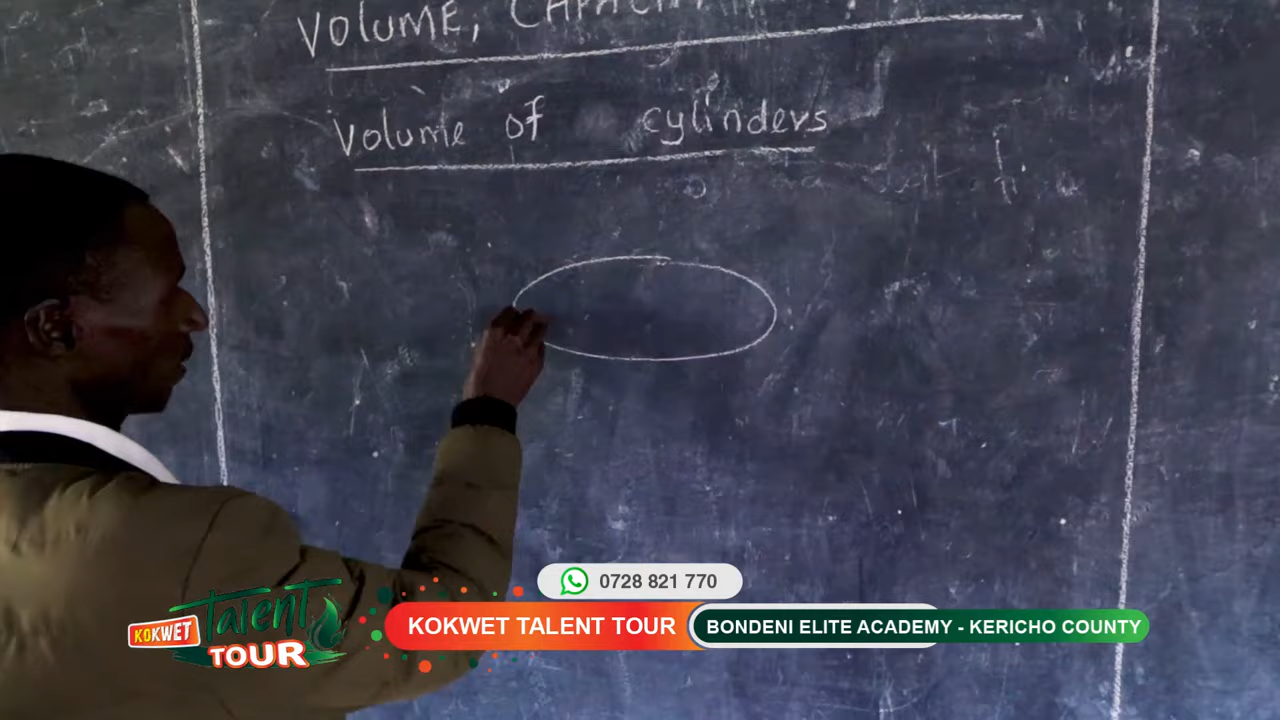 VOLUME,
Volume of cylinders
0728 821 770
KOKWET TALENT TOUR
BONDENI ELITE ACADEMY - KERICHO COUNTY
KOKWET
Talent
TOUR